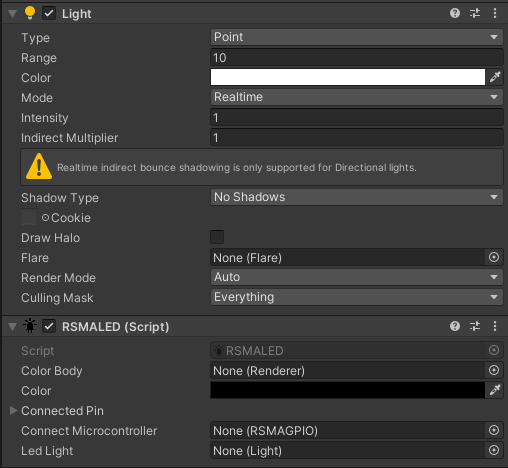 Light
Type Point
Range 10
Color
Mode Realtime
Intensity 1
Indirect Multiplier 1
Realtime indirect bounce shadowing is only supported for Directional lights.
Shadow Type No Shadows
Cookie
Draw Halo
Flare None (Flare)
Render Mode Auto
Culling Mask Everything
RSMALED (Script)
Script RSMALED
Color Body None (Renderer)
Color
Connected Pin
Connect Microcontroller None (RSMAGPIO)
Led Light None (Light)